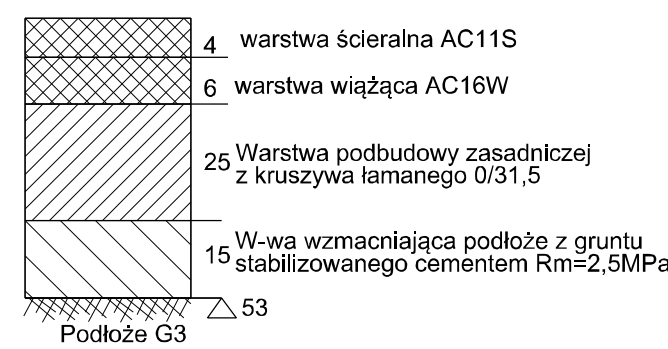 4 warstwa ścieralna AC11S
6 warstwa wiążąca AC16W
25 Warstwa podbudowy zasadniczej
z kruszywa łamanego 0/31,5
15 W-wa wzmacniająca podłoże z gruntu
stabilizowanego cementem Rm=2,5MPa
53
Podłoże G3